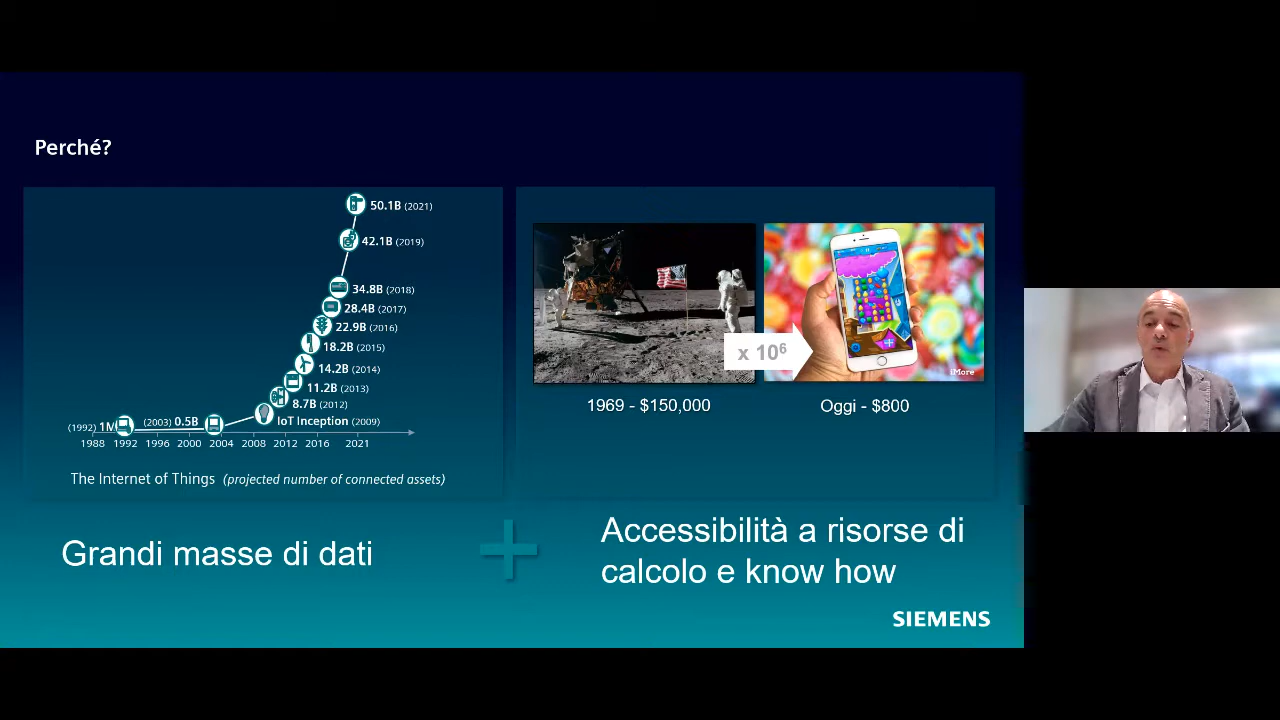 Perché?
50.1B (2021)
42.1B (2019)
34.8B (2018)
28.4B (2017)
22.9B (2016)
18.2B (2015)
14.2B (2014)
11.2B (2013)
8.7B (2012)
IoT Inception (2009)
(2003) 0.5B
(1992) 1M
1988 1992 1996 2000 2004 2008 2012 2016 2021
The Internet of Things (projected number of connected assets)
x 10⁶
iMore
1969 - $150,000
Oggi - $800
Grandi masse di dati
+
Accessibilità a risorse di
calcolo e know how
SIEMENS